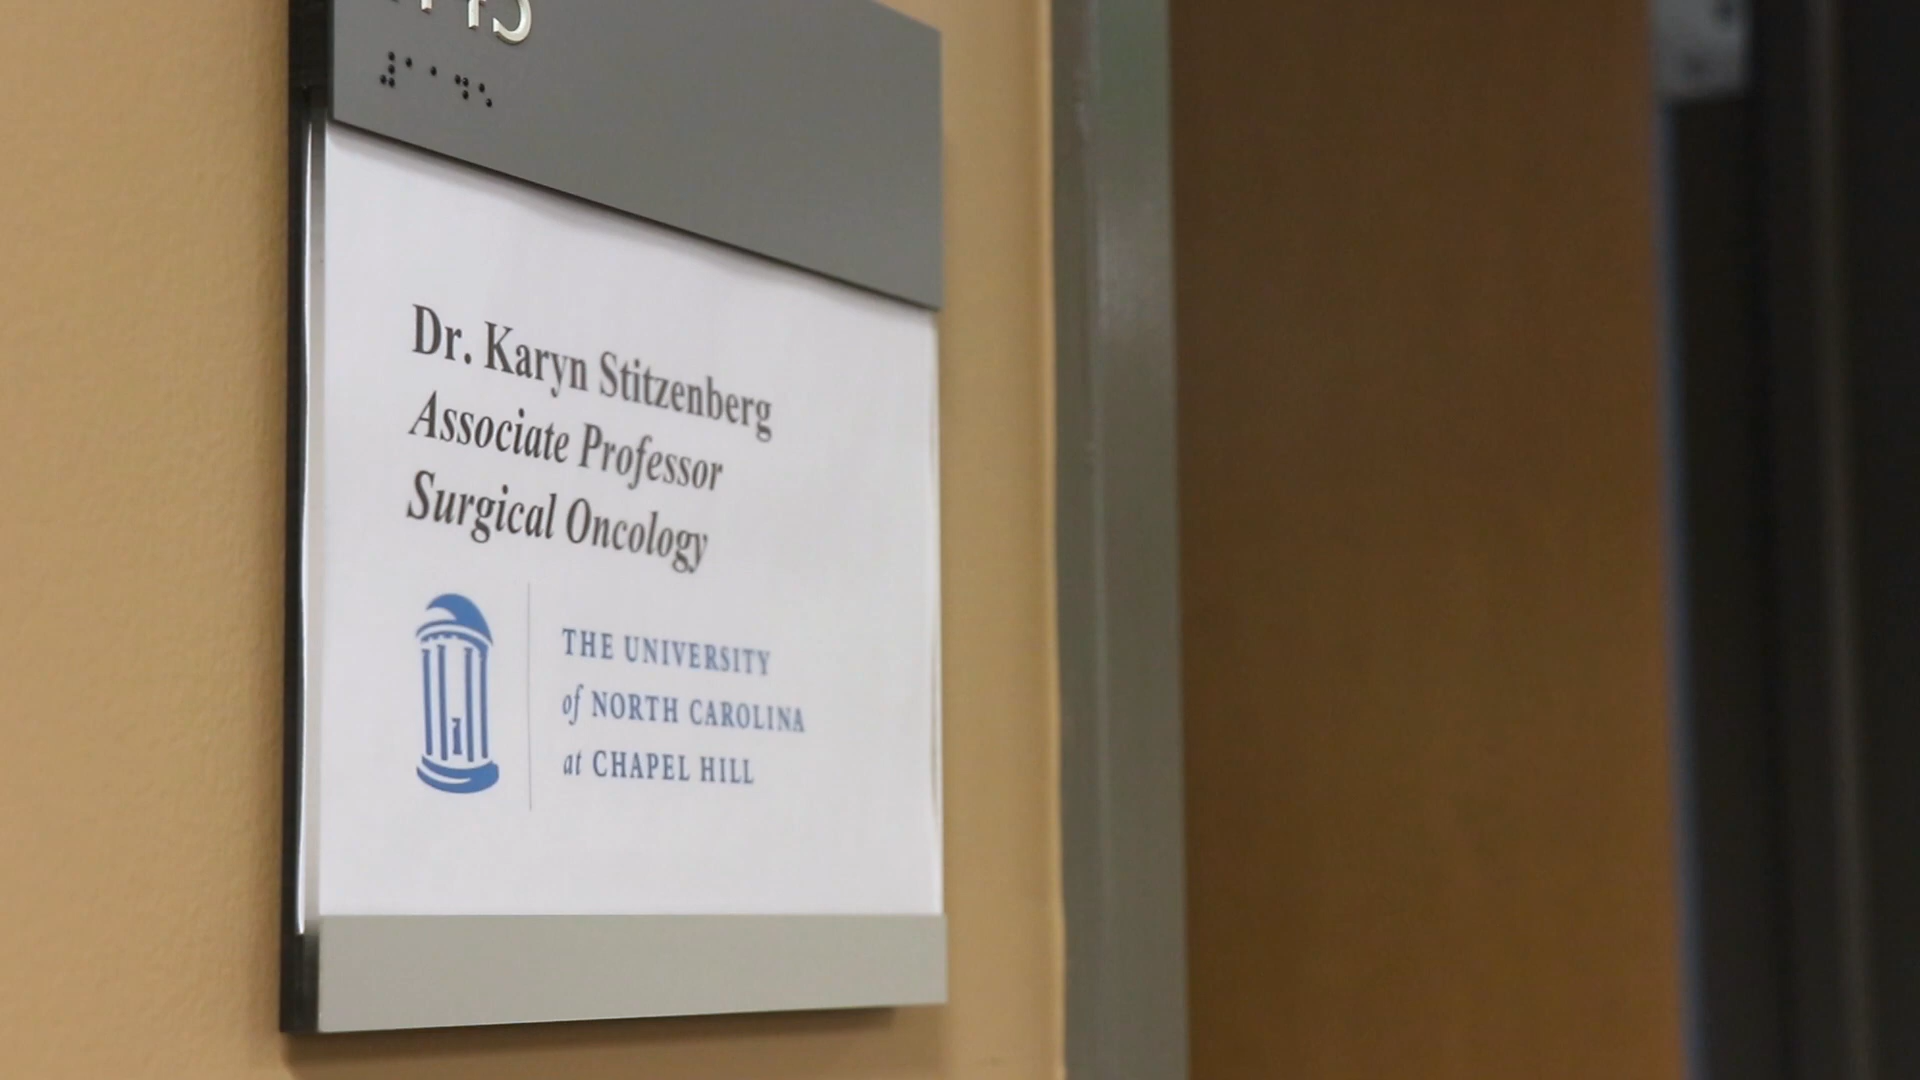 Dr. Karyn Stitzenberg
Associate Professor
Surgical Oncology
THE UNIVERSITY
of NORTH CAROLINA
at CHAPEL HILL